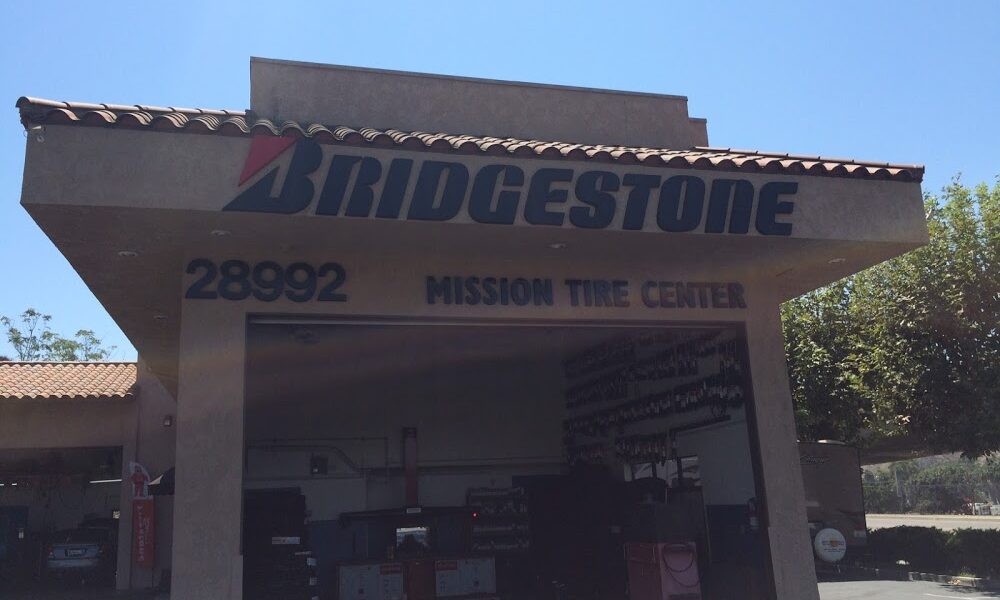 BRIDGESTONE
28992 MISSION TIRE CENTER